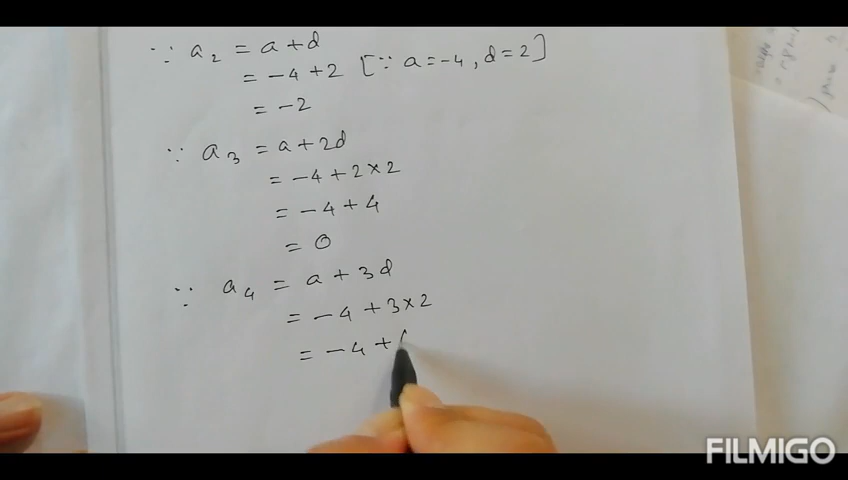 ∵ a₂ = a + d
= −4 + 2 [∵ a = −4, d = 2]
= −2
∵ a₃ = a + 2d
= −4 + 2 × 2
= −4 + 4
= 0
∵ a₄ = a + 3d
= −4 + 3 × 2
= −4 +
FILMIGO